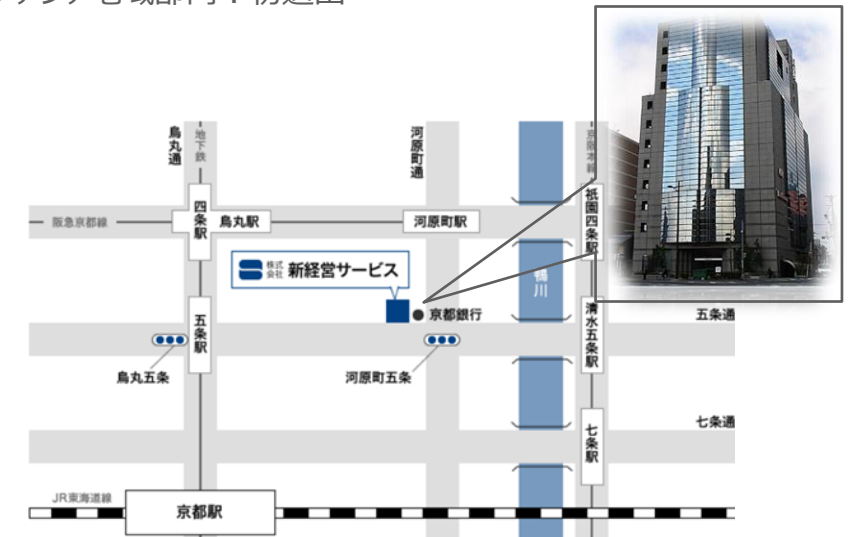 烏丸通
地下鉄
河原町通
京阪本線
阪急京都線
四条駅
烏丸駅
河原町駅
祇園四条駅
株式会社 新経営サービス
鴨川
五条駅
京都銀行
清水五条駅
五条通
烏丸五条
河原町五条
七条通
七条駅
JR東海道線
京都駅